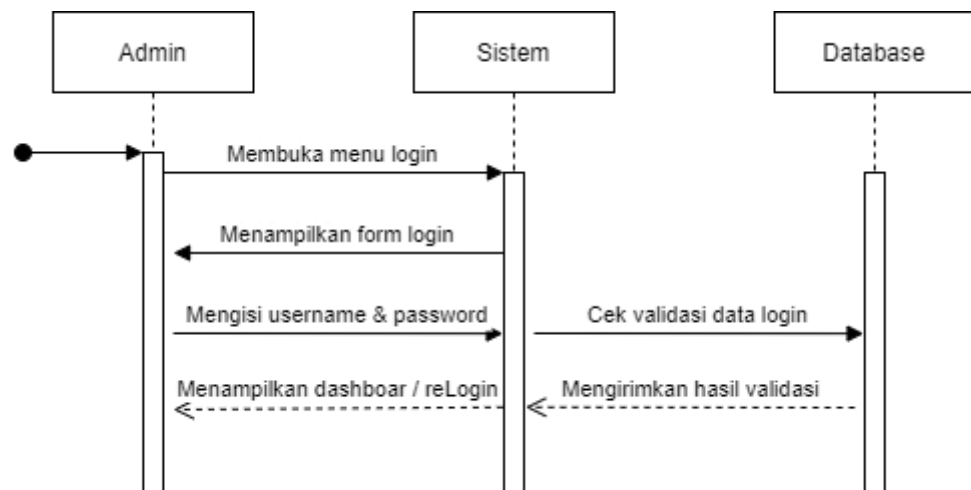 Admin
Sistem
Database
Membuka menu login
Menampilkan form login
Mengisi username & password
Cek validasi data login
Menampilkan dashboar / reLogin
Mengirimkan hasil validasi